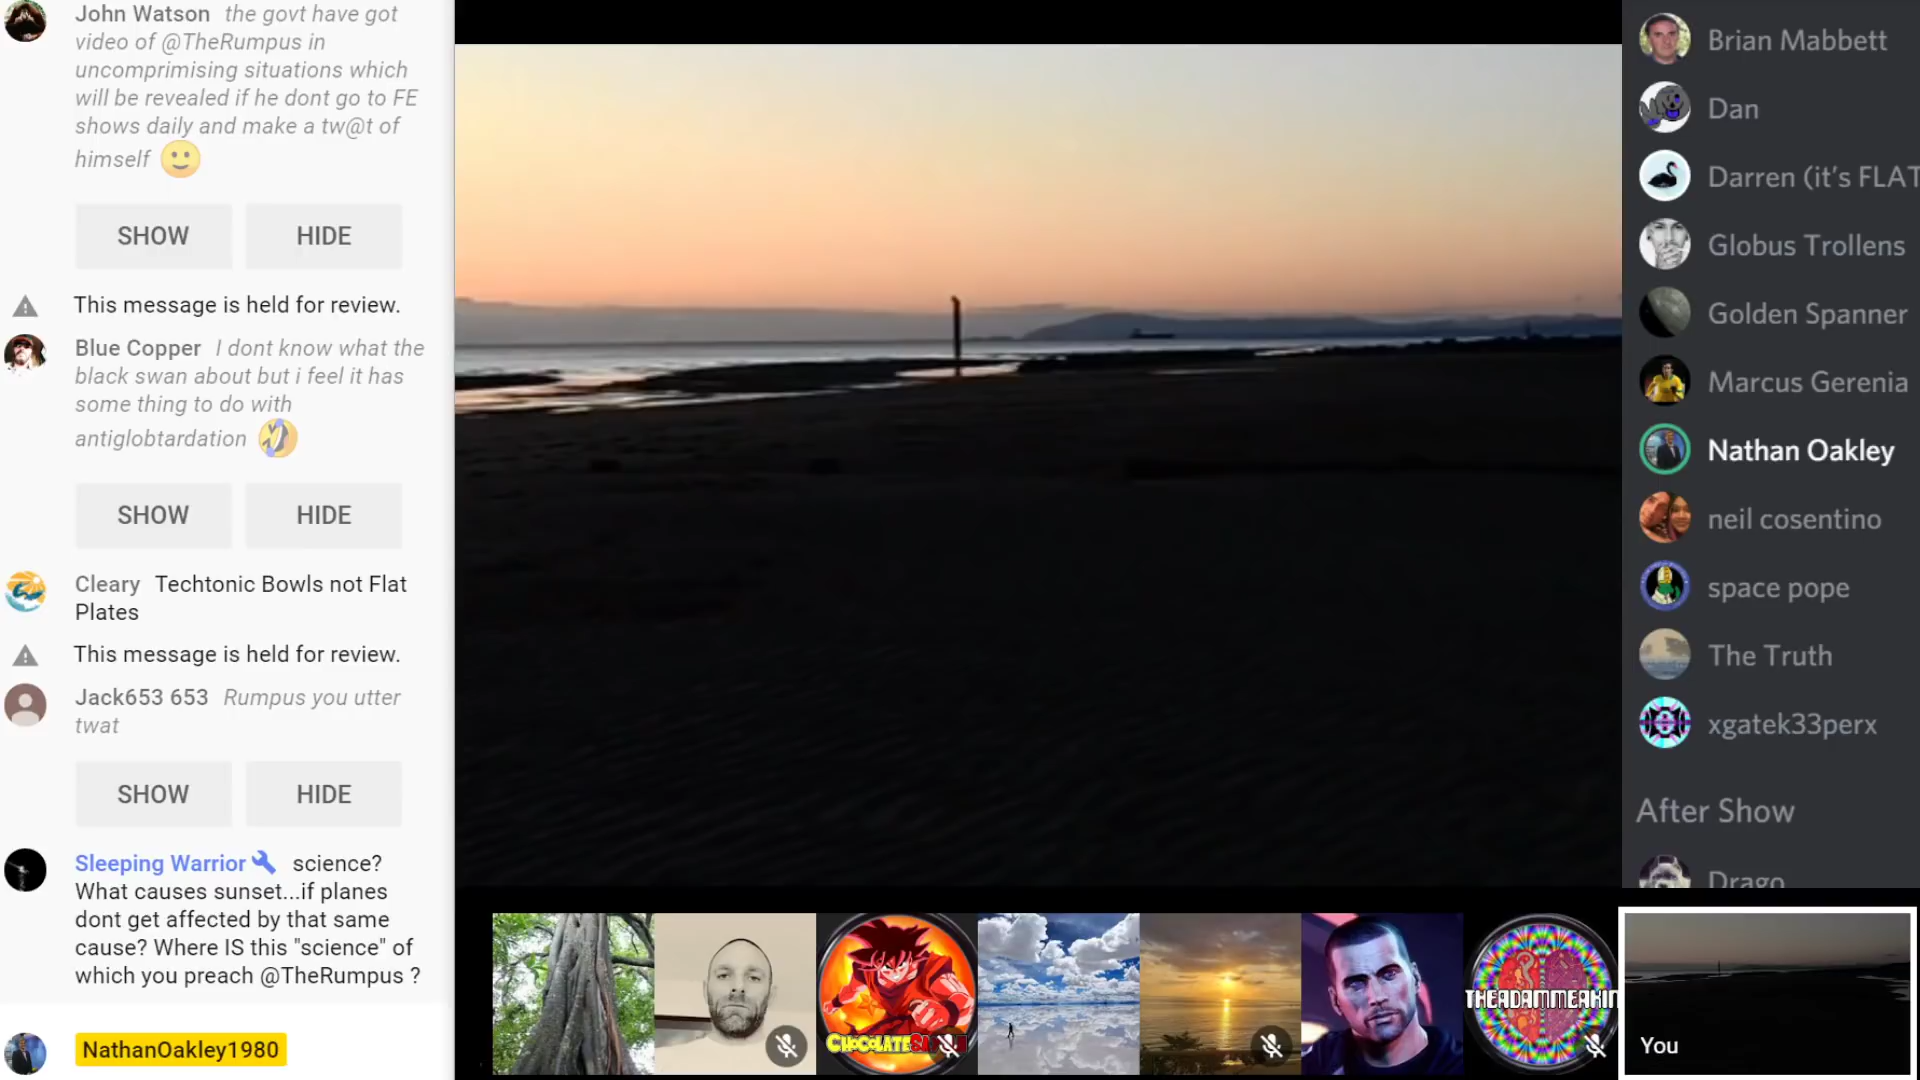 John Watson the govt have got
video of @TheRumpus in
uncomprimising situations which
will be revealed if he dont go to FE
shows daily and make a tw@t of
himself
SHOW HIDE
This message is held for review.
Blue Copper I dont know what the
black swan about but i feel it has
some thing to do with
antiglobtardation
SHOW HIDE
Cleary Techtonic Bowls not Flat
Plates
This message is held for review.
Jack653 653 Rumpus you utter
twat
SHOW HIDE
Sleeping Warrior science?
What causes sunset...if planes
dont get affected by that same
cause? Where IS this "science" of
which you preach @TheRumpus ?
NathanOakley1980
CHOCOLATE
THEADAMMEAKIN
You
Brian Mabbett
Dan
Darren (it's FLAT
Globus Trollens
Golden Spanner
Marcus Gerenia
Nathan Oakley
neil cosentino
space pope
The Truth
xgatek33perx
After Show
Drago